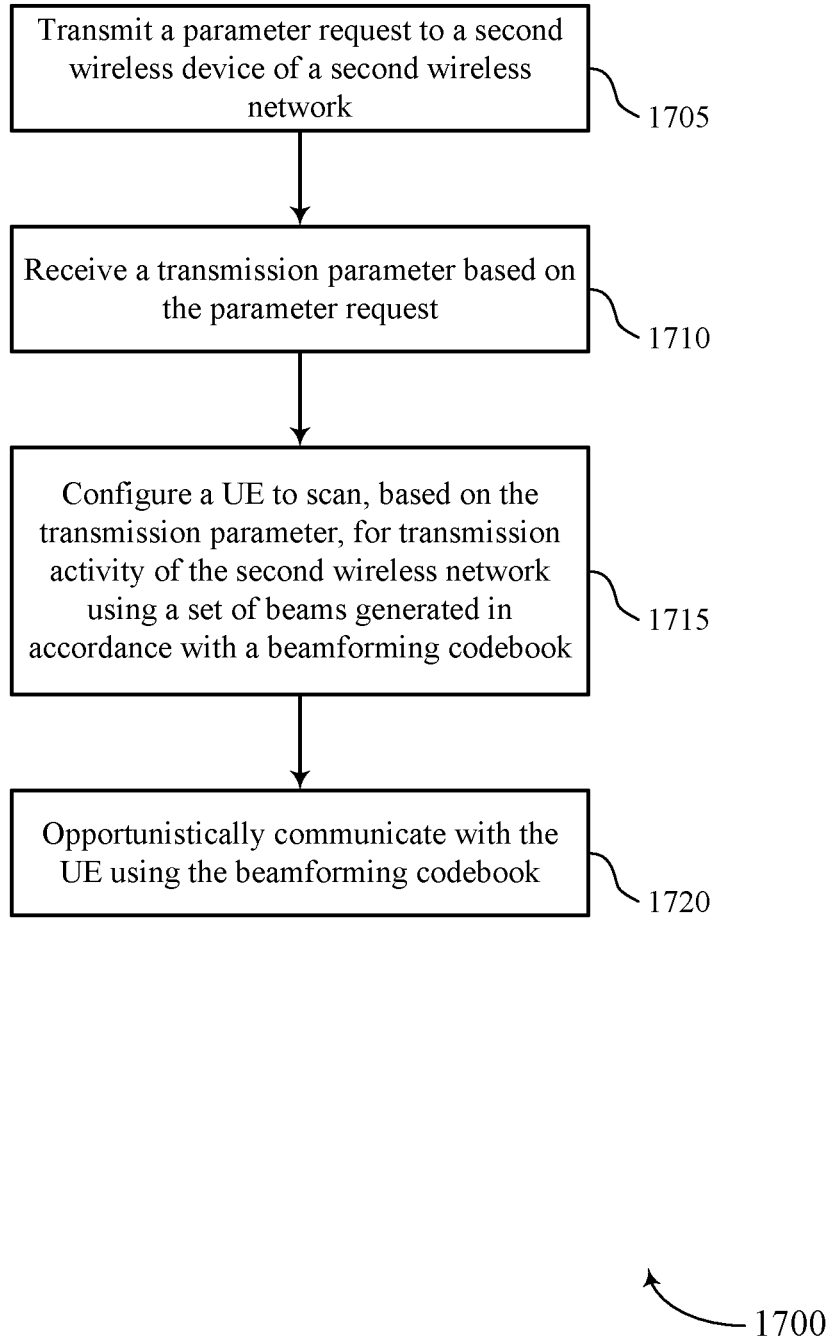 Transmit a parameter request to a second
wireless device of a second wireless
network
1705
Receive a transmission parameter based on
the parameter request
1710
Configure a UE to scan, based on the
transmission parameter, for transmission
activity of the second wireless network
using a set of beams generated in
accordance with a beamforming codebook
1715
Opportunistically communicate with the
UE using the beamforming codebook
1720
1700